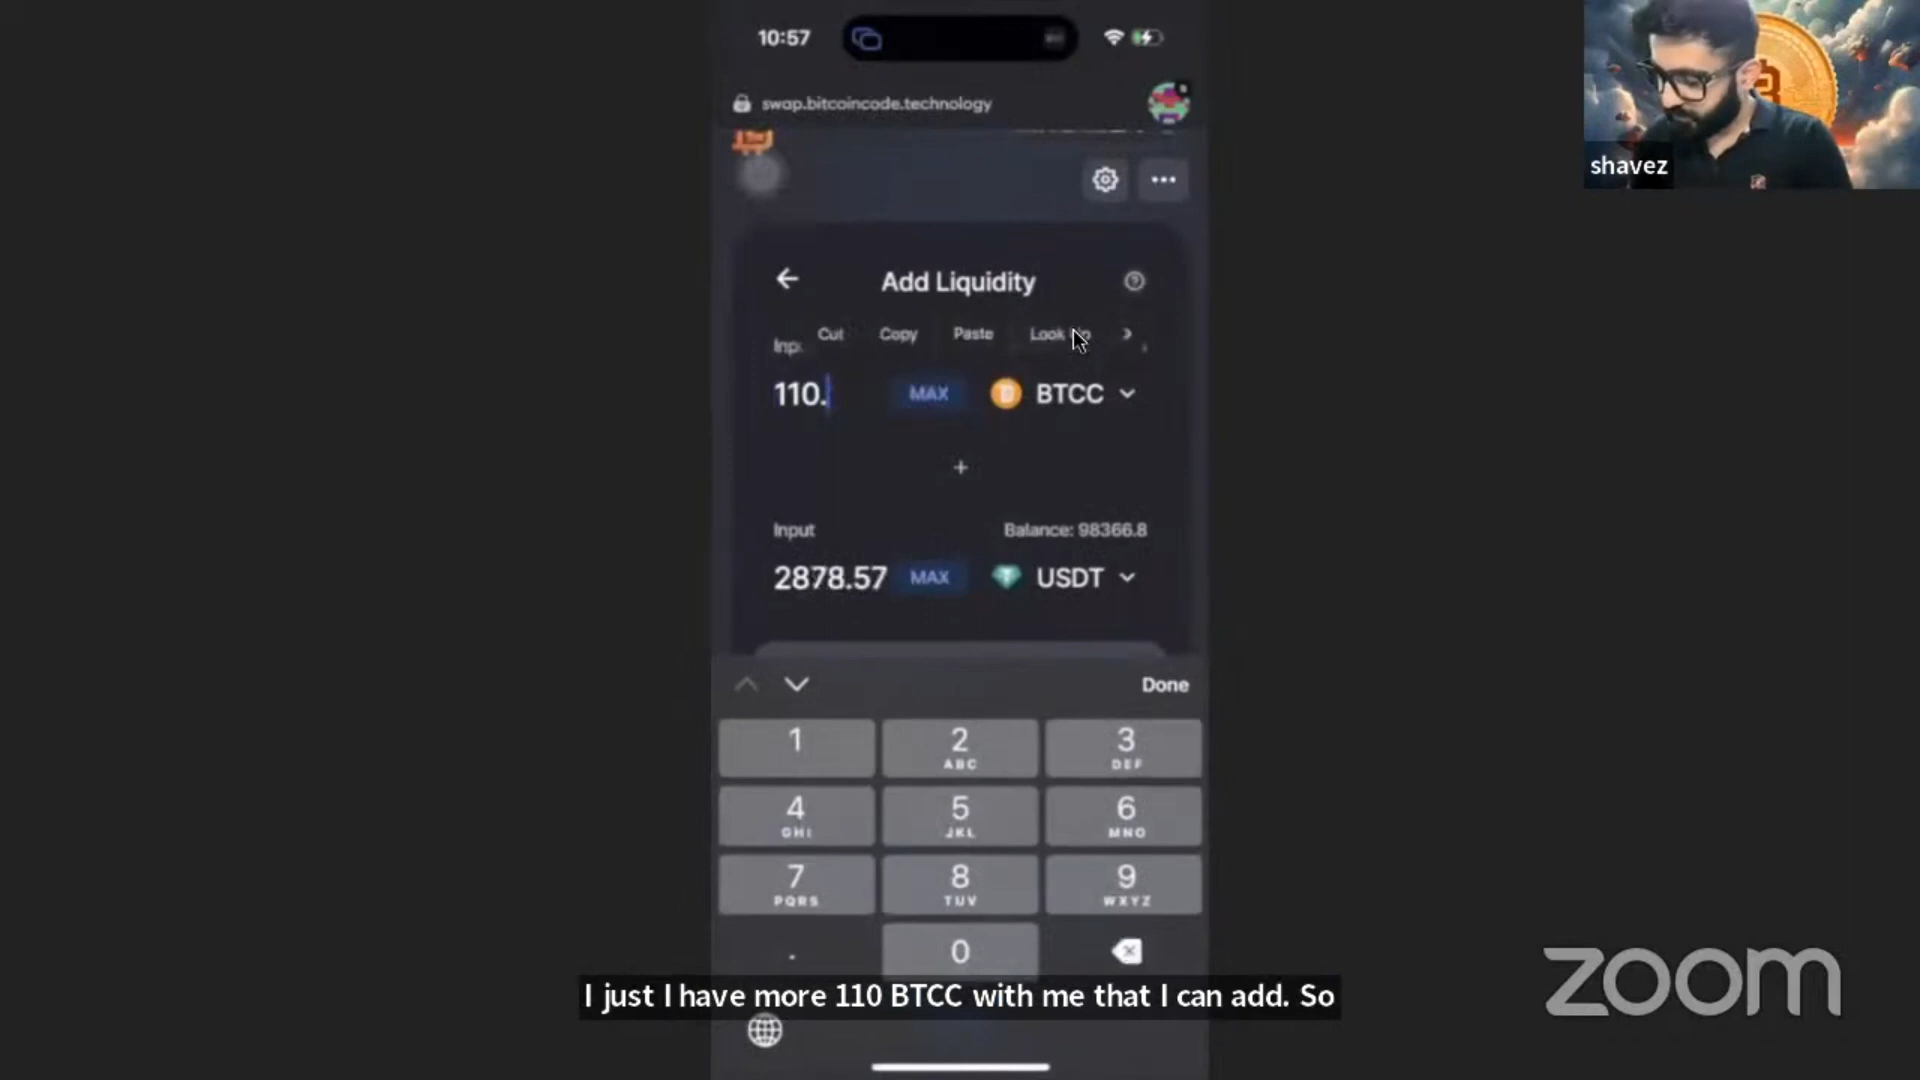 10:57
swap.bitcoincode.technology
shavez
Add Liquidity
Cut Copy Paste Look
Inp
110. MAX BTCC
+
Input Balance: 98366.8
2878.57 MAX USDT
Done
1
2 ABC
3 DEF
4 GHI
5 JKL
6 MNO
7 PQRS
8 TUV
9 WXYZ
. 0
I just I have more 110 BTCC with me that I can add. So
zoom